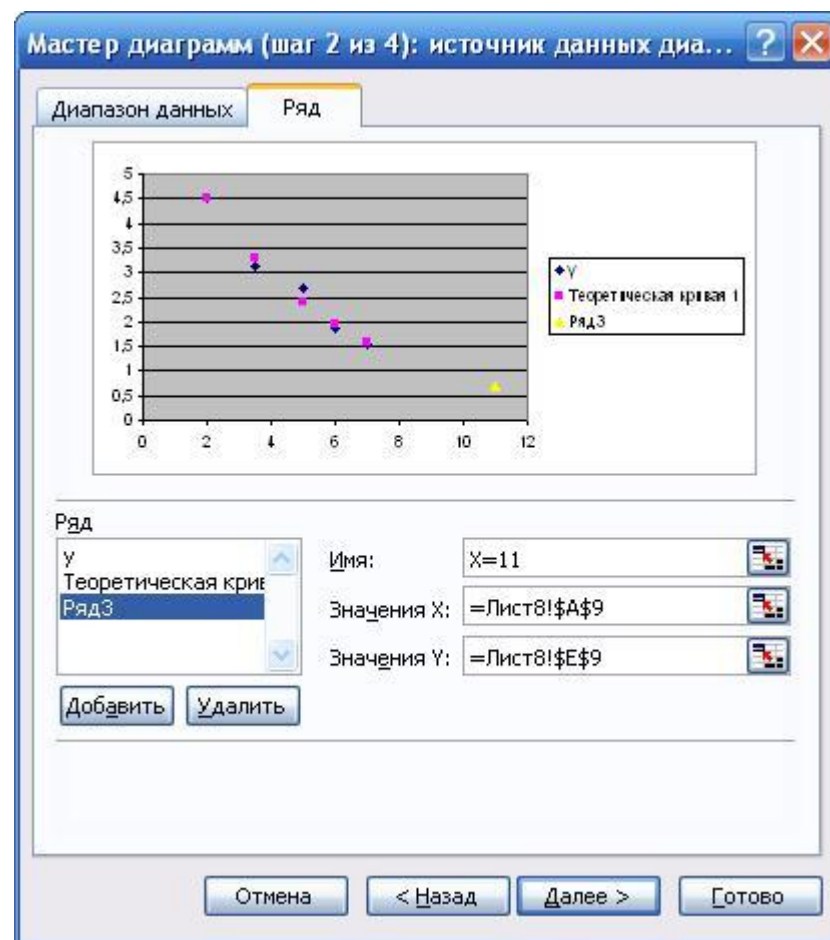 Мастер диаграмм (шаг 2 из 4): источник данных диа...
Диапазон данных Ряд
5
4,5
4
3,5
3
2,5
2
1,5
1
0,5
0
0 2 4 6 8 10 12
У
Теоретическая кривая 1
Ряд3
Ряд
У
Теоретическая крив
Ряд3
Имя: X=11
Значения X: =Лист8!$A$9
Значения Y: =Лист8!$E$9
Добавить Удалить
Отмена < Назад Далее > Готово